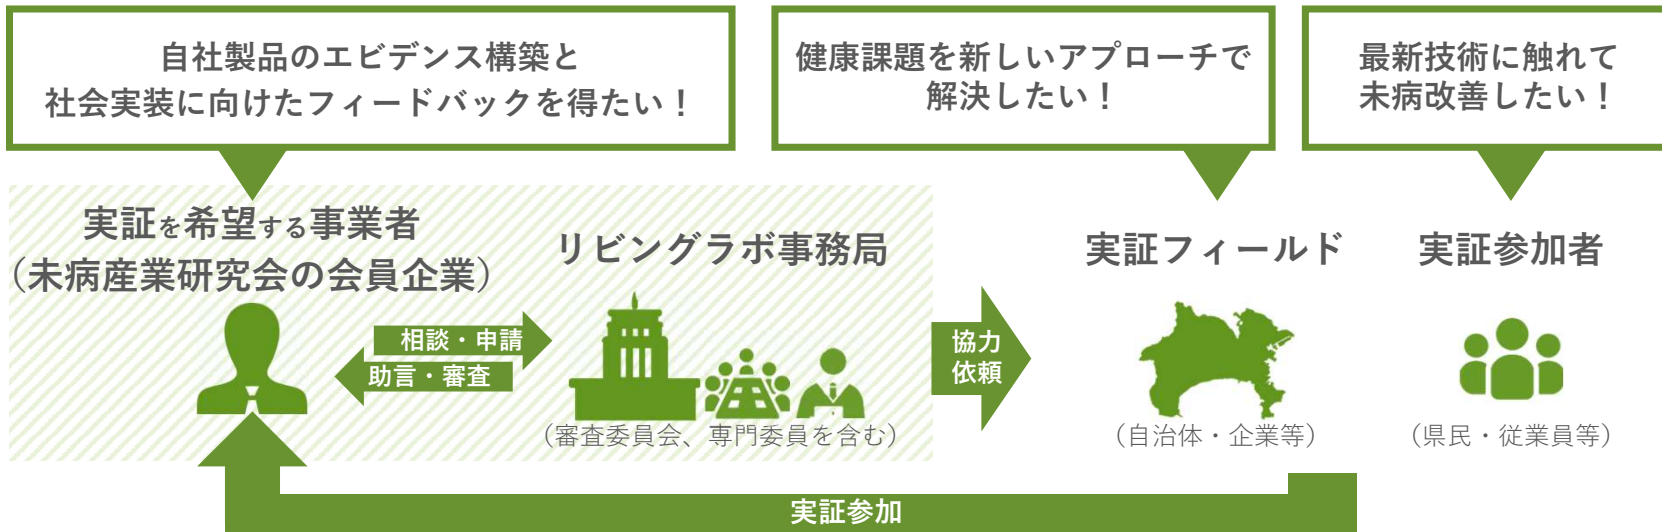 自社製品のエビデンス構築と
社会実装に向けたフィードバックを得たい！
健康課題を新しいアプローチで
解決したい！
最新技術に触れて
未病改善したい！
実証を希望する事業者
（未病産業研究会の会員企業）
リビングラボ事務局
実証フィールド
実証参加者
相談・申請
助言・審査
協力
依頼
（審査委員会、専門委員を含む）
（自治体・企業等）
（県民・従業員等）
実証参加